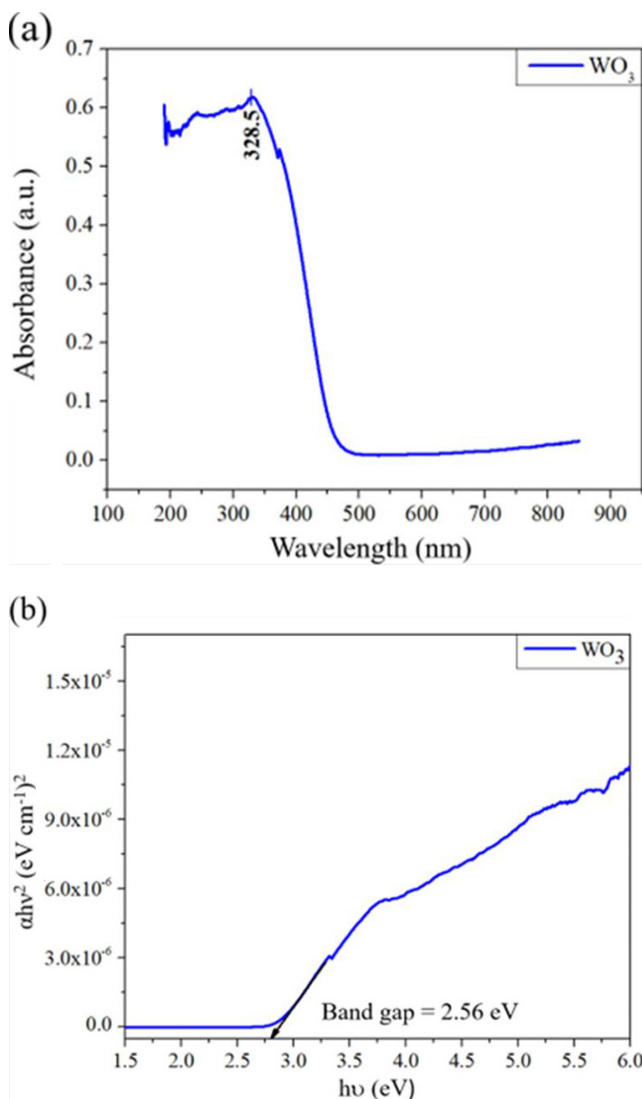 (a)
0.7
0.6
0.5
0.4
0.3
0.2
0.1
0.0
Absorbance (a.u.)
WO₃
328.5
100 200 300 400 500 600 700 800 900
Wavelength (nm)
(b)
1.5x10⁻⁵
1.2x10⁻⁵
9.0x10⁻⁶
6.0x10⁻⁶
3.0x10⁻⁶
0.0
αhν² (eV cm⁻¹)²
WO₃
Band gap = 2.56 eV
1.5 2.0 2.5 3.0 3.5 4.0 4.5 5.0 5.5 6.0
hυ (eV)